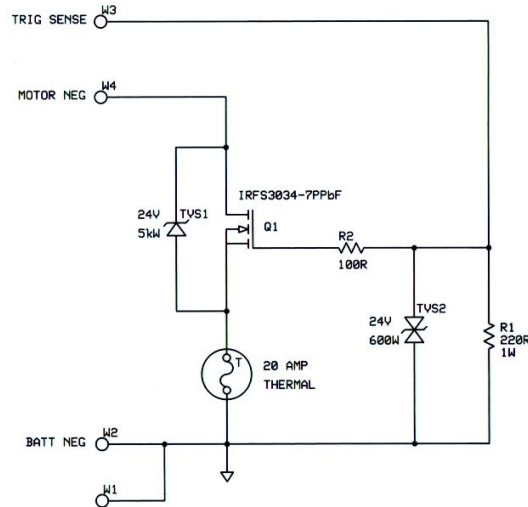 W3
TRIG SENSE
W4
MOTOR NEG
IRFS3034-7PPbF
24V TVS1
5kW
Q1
R2
100R
TVS2
24V
600W
R1
220R
1W
T 20 AMP
THERMAL
W2
BATT NEG
W1